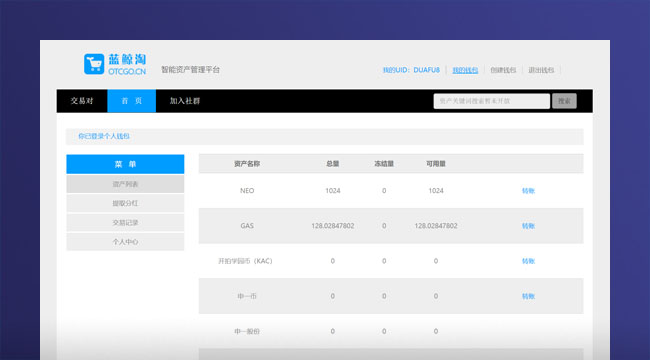 蓝鲸淘
OTCGO.CN
智能资产管理平台
我的UID：DUAFU8 | 我的钱包 | 创建钱包 | 退出钱包 |
交易对 首 页 加入社群 资产关键词搜索暂未开放 搜索
你已登录个人钱包
菜 单
资产列表
提取分红
交易记录
个人中心
资产名称 总量 冻结量 可用量
NEO 1024 0 1024 转账
GAS 128.02847802 0 128.02847802 转账
开拍学园币（KAC） 0 0 0 转账
申一币 0 0 0 转账
申一股份 0 0 0